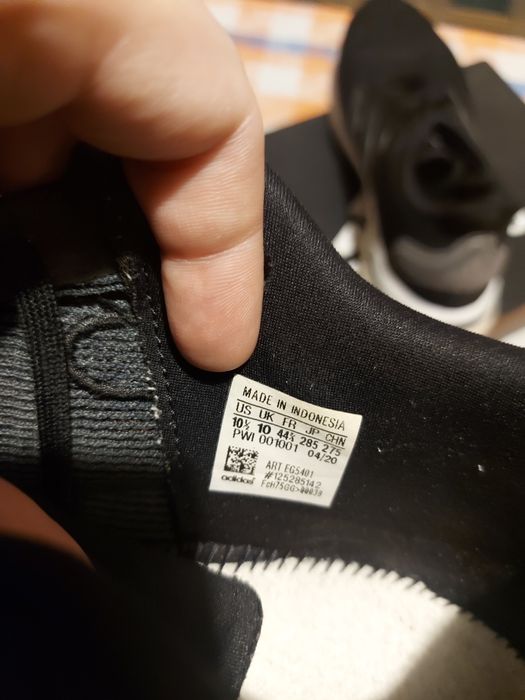 MADE IN INDONESIA
US UK FR JP CHN
10½ 10 44⅔ 285 275
PWI 001001 04/20
ART EG5401
#125285142
adidas